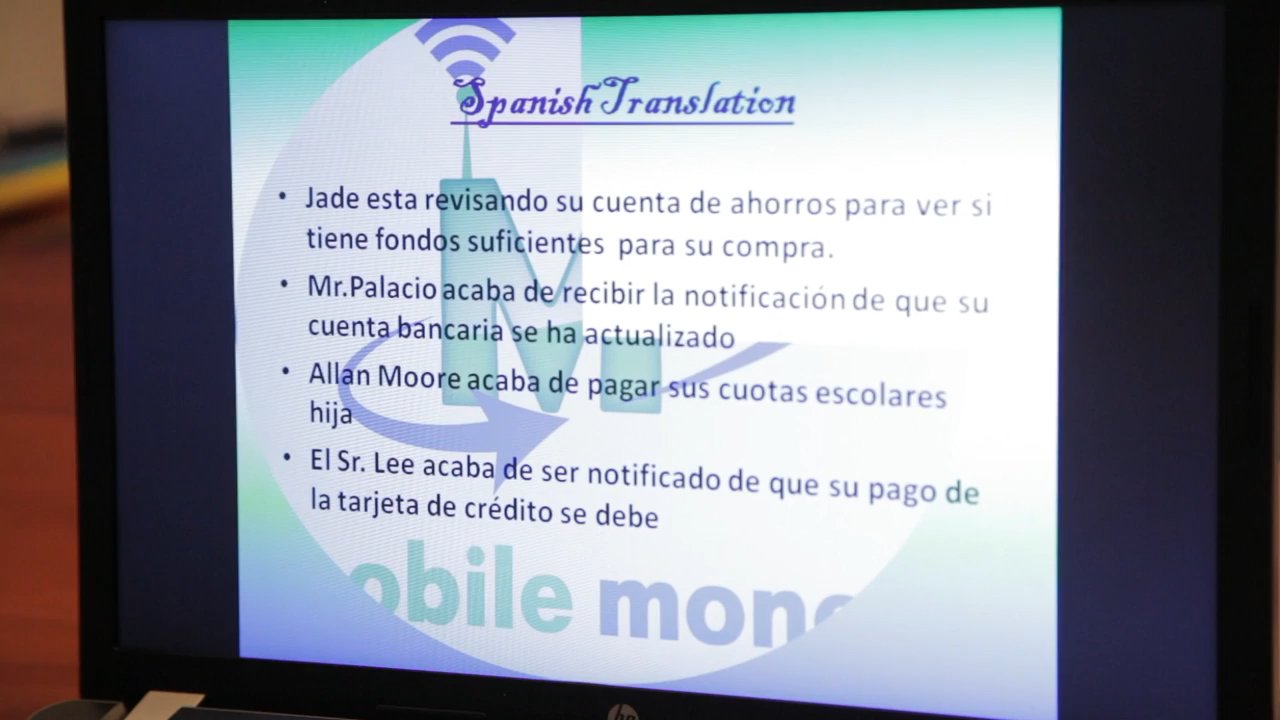 Spanish Translation
• Jade esta revisando su cuenta de ahorros para ver si
tiene fondos suficientes para su compra.
• Mr.Palacio acaba de recibir la notificación de que su
cuenta bancaria se ha actualizado
• Allan Moore acaba de pagar sus cuotas escolares
hija
• El Sr. Lee acaba de ser notificado de que su pago de
la tarjeta de crédito se debe
obile mone
hp